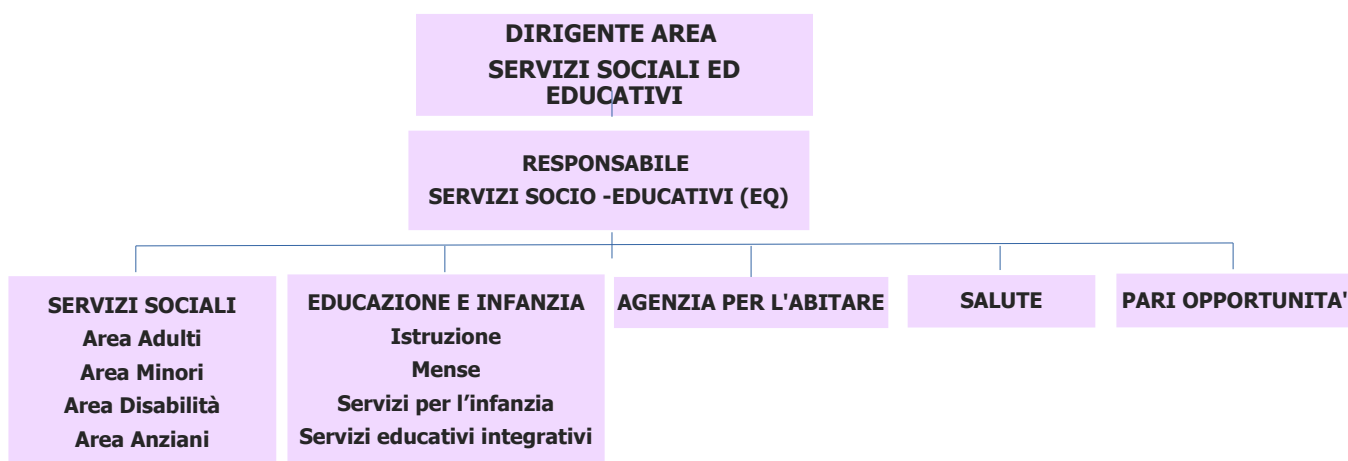 DIRIGENTE AREA
SERVIZI SOCIALI ED
EDUCATIVI
RESPONSABILE
SERVIZI SOCIO -EDUCATIVI (EQ)
SERVIZI SOCIALI
Area Adulti
Area Minori
Area Disabilità
Area Anziani
EDUCAZIONE E INFANZIA
Istruzione
Mense
Servizi per l’infanzia
Servizi educativi integrativi
AGENZIA PER L'ABITARE
SALUTE
PARI OPPORTUNITA'